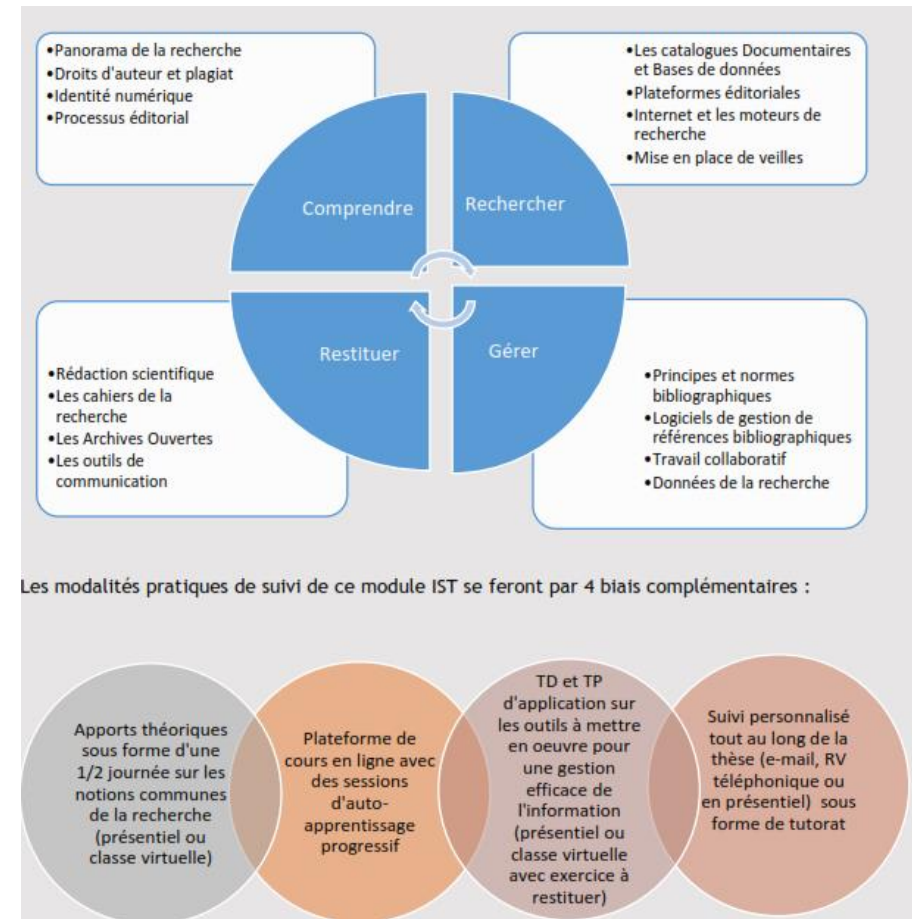 •Panorama de la recherche
•Droits d'auteur et plagiat
•Identité numérique
•Processus éditorial
•Les catalogues Documentaires
et Bases de données
•Plateformes éditoriales
•Internet et les moteurs de
recherche
•Mise en place de veilles
Comprendre
Rechercher
Restituer
Gérer
•Rédaction scientifique
•Les cahiers de la
recherche
•Les Archives Ouvertes
•Les outils de
communication
•Principes et normes
bibliographiques
•Logiciels de gestion de
références bibliographiques
•Travail collaboratif
•Données de la recherche
Les modalités pratiques de suivi de ce module IST se feront par 4 biais complémentaires :
Apports théoriques
sous forme d'une
1/2 journée sur les
notions communes
de la recherche
(présentiel ou
classe virtuelle)
Plateforme de
cours en ligne avec
des sessions
d'auto-
apprentissage
progressif
TD et TP
d'application sur
les outils à mettre
en oeuvre pour
une gestion
efficace de
l'information
(présentiel ou
classe virtuelle
avec exercice à
restituer)
Suivi personnalisé
tout au long de la
thèse (e-mail, RV
téléphonique ou
en présentiel) sous
forme de tutorat